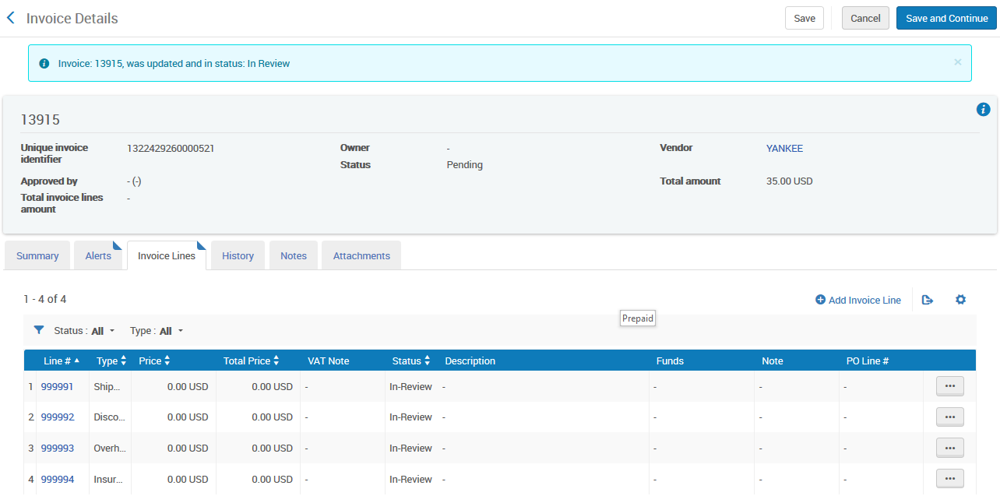 Invoice Details
Save
Cancel
Save and Continue
Invoice: 13915, was updated and in status: In Review
13915
Unique invoice identifier 1322429260000521
Owner -
Vendor YANKEE
Status Pending
Approved by - (-)
Total amount 35.00 USD
Total invoice lines amount -
Summary
Alerts
Invoice Lines
History
Notes
Attachments
1 - 4 of 4
Add Invoice Line
Prepaid
Status : All
Type : All
Line # Type Price Total Price VAT Note Status Description Funds Note PO Line #
1 999991 Ship... 0.00 USD 0.00 USD - In-Review - - - - •••
2 999992 Disco... 0.00 USD 0.00 USD - In-Review - - - - •••
3 999993 Overh... 0.00 USD 0.00 USD - In-Review - - - - •••
4 999994 Insur... 0.00 USD 0.00 USD - In-Review - - - - •••